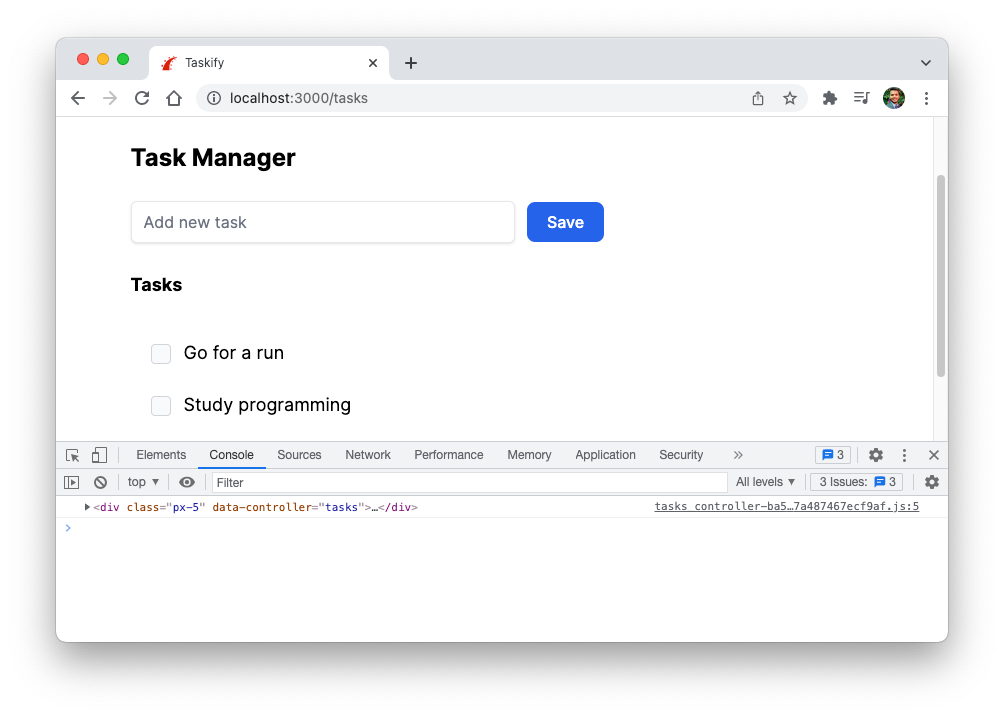 Taskify
localhost:3000/tasks
Task Manager
Add new task
Save
Tasks
Go for a run
Study programming
Elements Console Sources Network Performance Memory Application Security » 3
top ▼ Filter All levels ▼ 3 Issues: 3
▶<div class="px-5" data-controller="tasks">…</div> tasks_controller-ba5…7a487467ecf9af.js:5
>